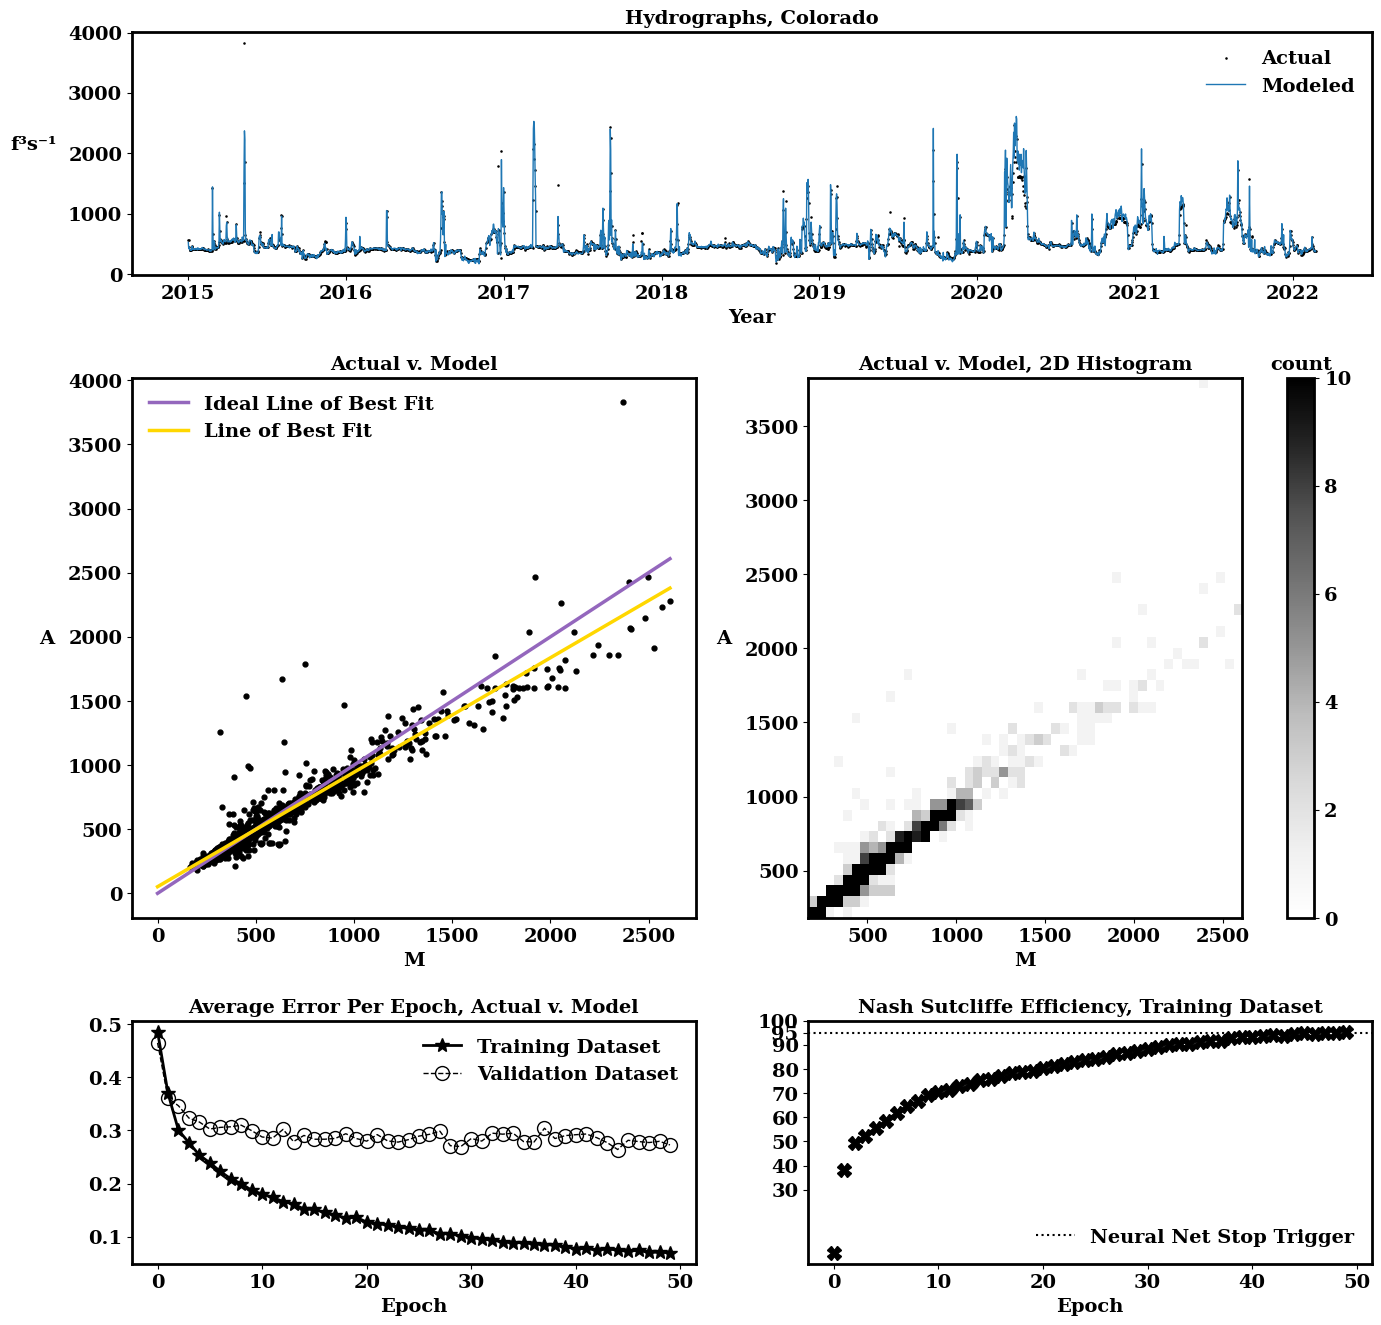 Hydrographs, Colorado
4000
3000
2000
1000
0
f³s⁻¹
Actual
Modeled
2015 2016 2017 2018 2019 2020 2021 2022
Year
Actual v. Model
4000
3500
3000
2500
2000
1500
1000
500
0
A
Ideal Line of Best Fit
Line of Best Fit
0 500 1000 1500 2000 2500
M
Actual v. Model, 2D Histogram
3500
3000
2500
2000
1500
1000
500
A
500 1000 1500 2000 2500
M
count
10
8
6
4
2
0
Average Error Per Epoch, Actual v. Model
0.5
0.4
0.3
0.2
0.1
Training Dataset
Validation Dataset
0 10 20 30 40 50
Epoch
Nash Sutcliffe Efficiency, Training Dataset
100
95
90
80
70
60
50
40
30
Neural Net Stop Trigger
0 10 20 30 40 50
Epoch